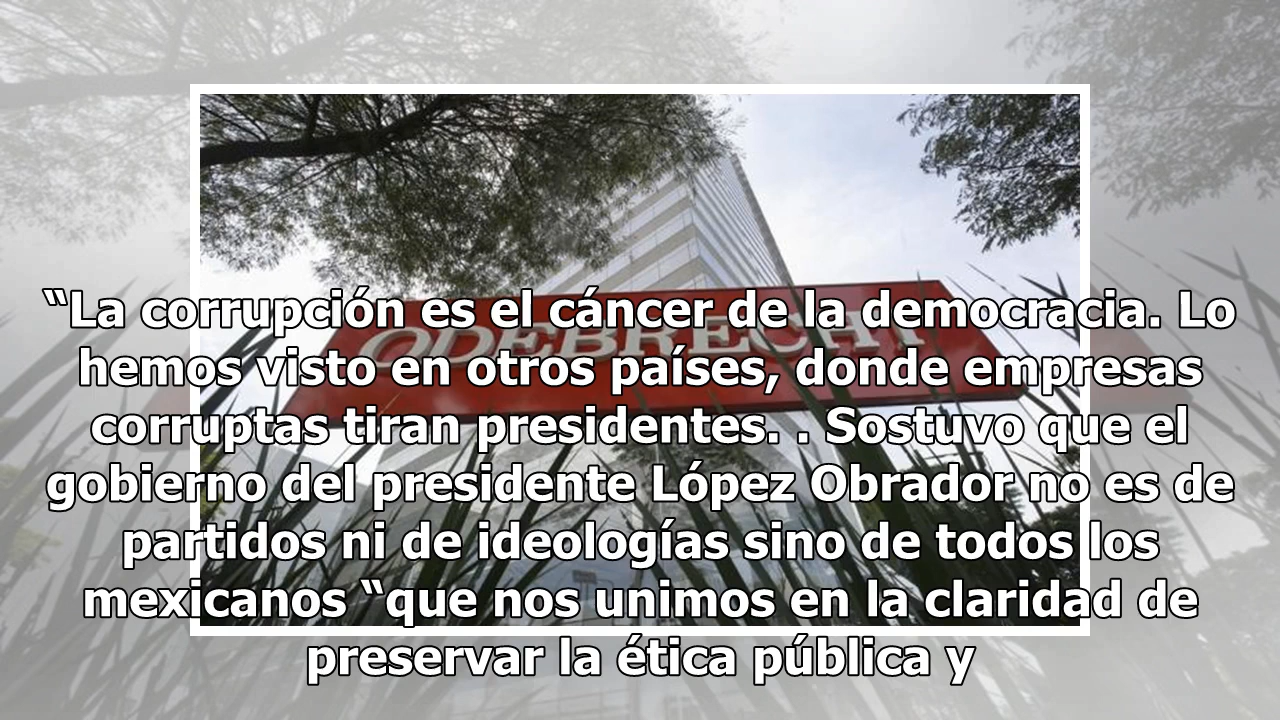 ODEBRECHT
“La corrupción es el cáncer de la democracia. Lo
hemos visto en otros países, donde empresas
corruptas tiran presidentes. . Sostuvo que el
gobierno del presidente López Obrador no es de
partidos ni de ideologías sino de todos los
mexicanos “que nos unimos en la claridad de
preservar la ética pública y